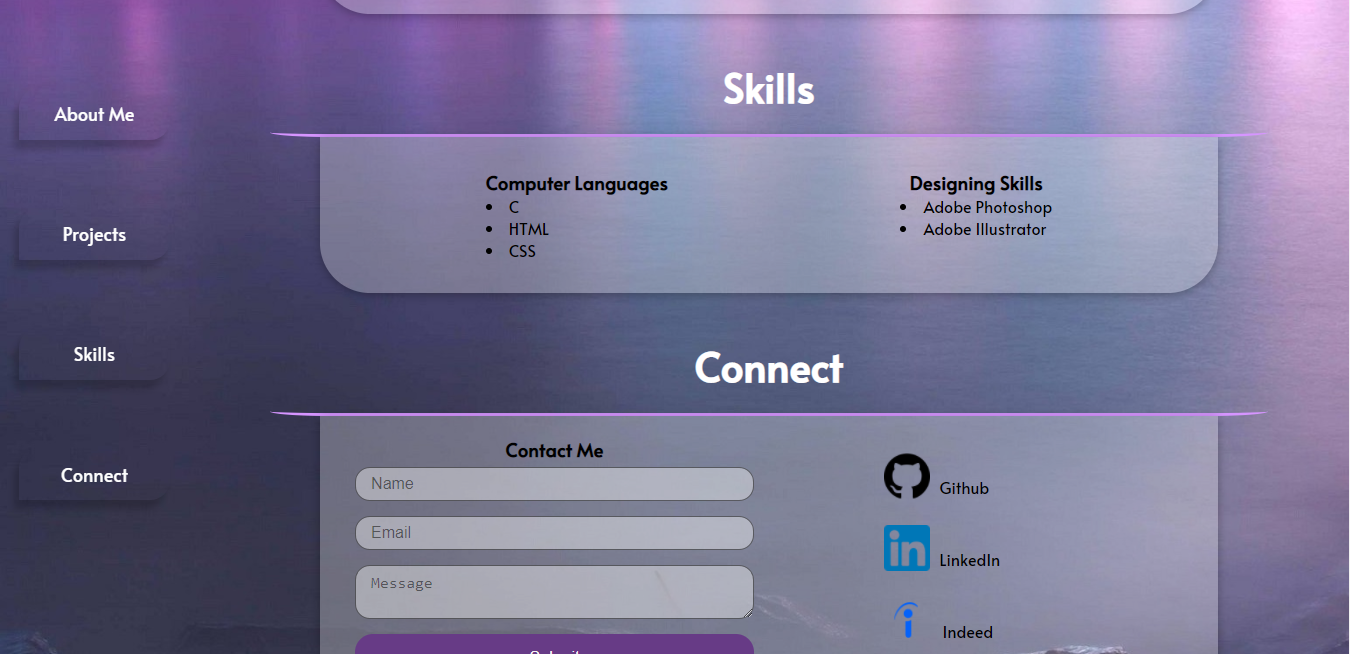 About Me
Projects
Skills
Connect
Skills
Computer Languages
C
HTML
CSS
Designing Skills
Adobe Photoshop
Adobe Illustrator
Connect
Contact Me
Name
Email
Message
Github
in
LinkedIn
Indeed